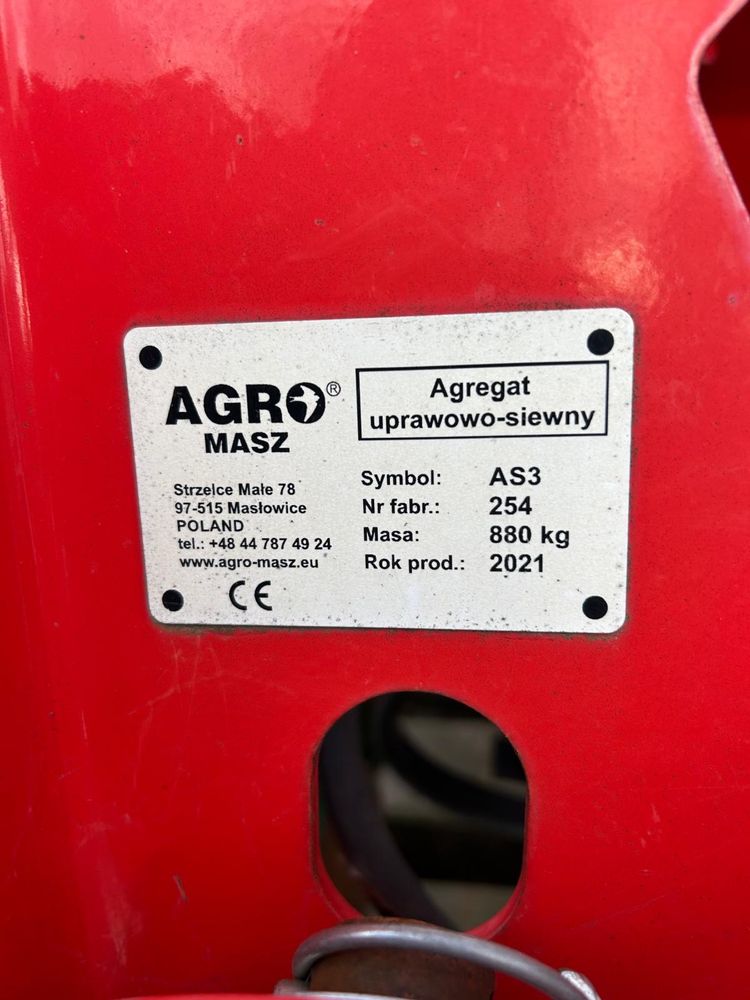 AGRO®
MASZ
Agregat
uprawowo-siewny
Strzelce Małe 78
97-515 Masłowice
POLAND
tel.: +48 44 787 49 24
www.agro-masz.eu
CE
Symbol: AS3
Nr fabr.: 254
Masa: 880 kg
Rok prod.: 2021